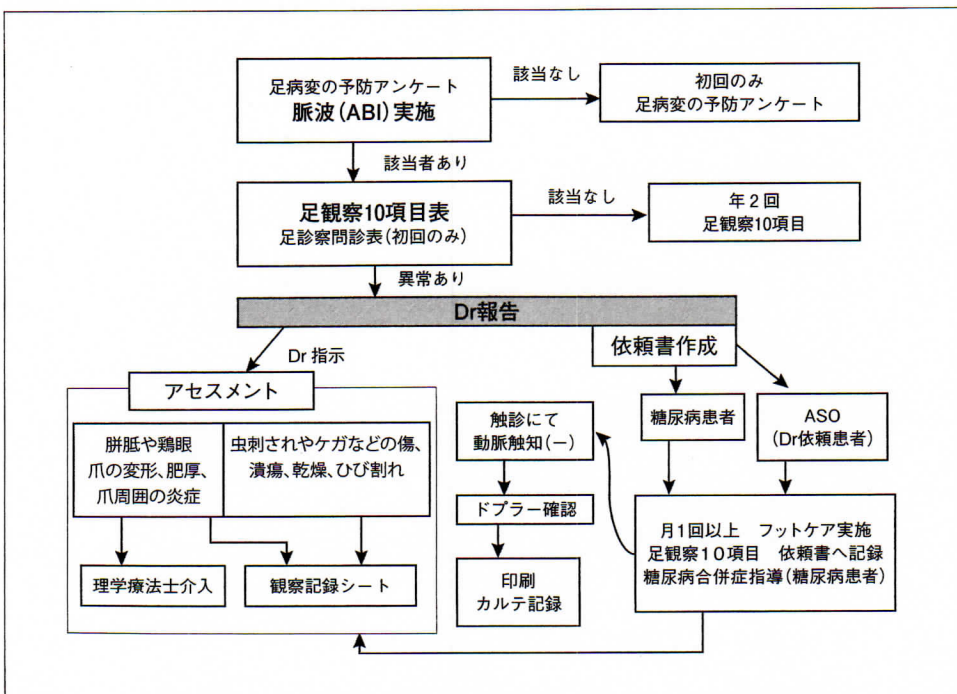 足病変の予防アンケート
脈波(ABI)実施
該当なし
初回のみ
足病変の予防アンケート
該当者あり
足観察10項目表
足診察問診表(初回のみ)
該当なし
年2回
足観察10項目
異常あり
Dr報告
依頼書作成
Dr 指示
アセスメント
胼胝や鶏眼
爪の変形、肥厚、
爪周囲の炎症
虫刺されやケガなどの傷、
潰瘍、乾燥、ひび割れ
理学療法士介入
観察記録シート
触診にて
動脈触知(−)
ドプラー確認
印刷
カルテ記録
糖尿病患者
ASO
(Dr依頼患者)
月1回以上 フットケア実施
足観察10項目 依頼書へ記録
糖尿病合併症指導(糖尿病患者)